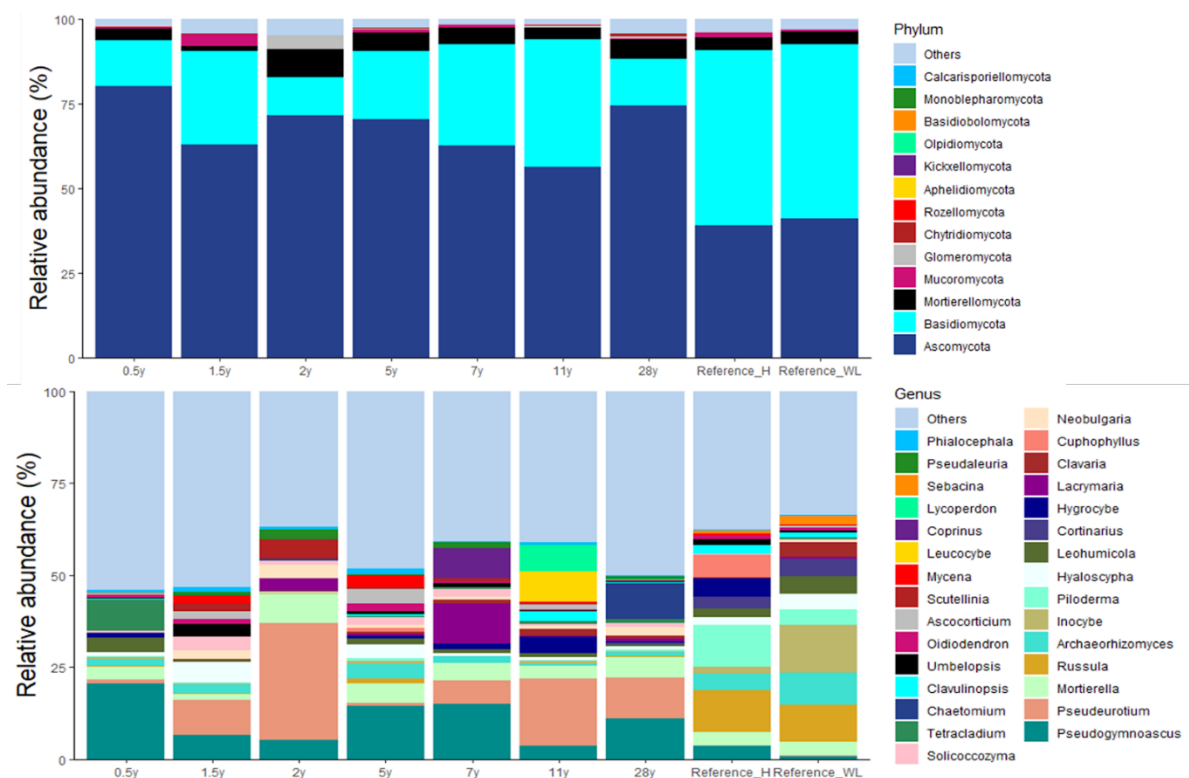 Relative abundance (%)
100
75
50
25
0
0.5y 1.5y 2y 5y 7y 11y 28y Reference_H Reference_WL
Phylum
Others
Calcarisporiellomycota
Monoblepharomycota
Basidiobolomycota
Olpidiomycota
Kickxellomycota
Aphelidiomycota
Rozellomycota
Chytridiomycota
Glomeromycota
Mucoromycota
Mortierellomycota
Basidiomycota
Ascomycota
Relative abundance (%)
100
75
50
25
0
0.5y 1.5y 2y 5y 7y 11y 28y Reference_H Reference_WL
Genus
Others
Phialocephala
Pseudaleuria
Sebacina
Lycoperdon
Coprinus
Leucocybe
Mycena
Scutellinia
Ascocorticium
Oidiodendron
Umbelopsis
Clavulinopsis
Chaetomium
Tetracladium
Solicoccozyma
Neobulgaria
Cuphophyllus
Clavaria
Lacrymaria
Hygrocybe
Cortinarius
Leohumicola
Hyaloscypha
Piloderma
Inocybe
Archaeorhizomyces
Russula
Mortierella
Pseudeurotium
Pseudogymnoascus